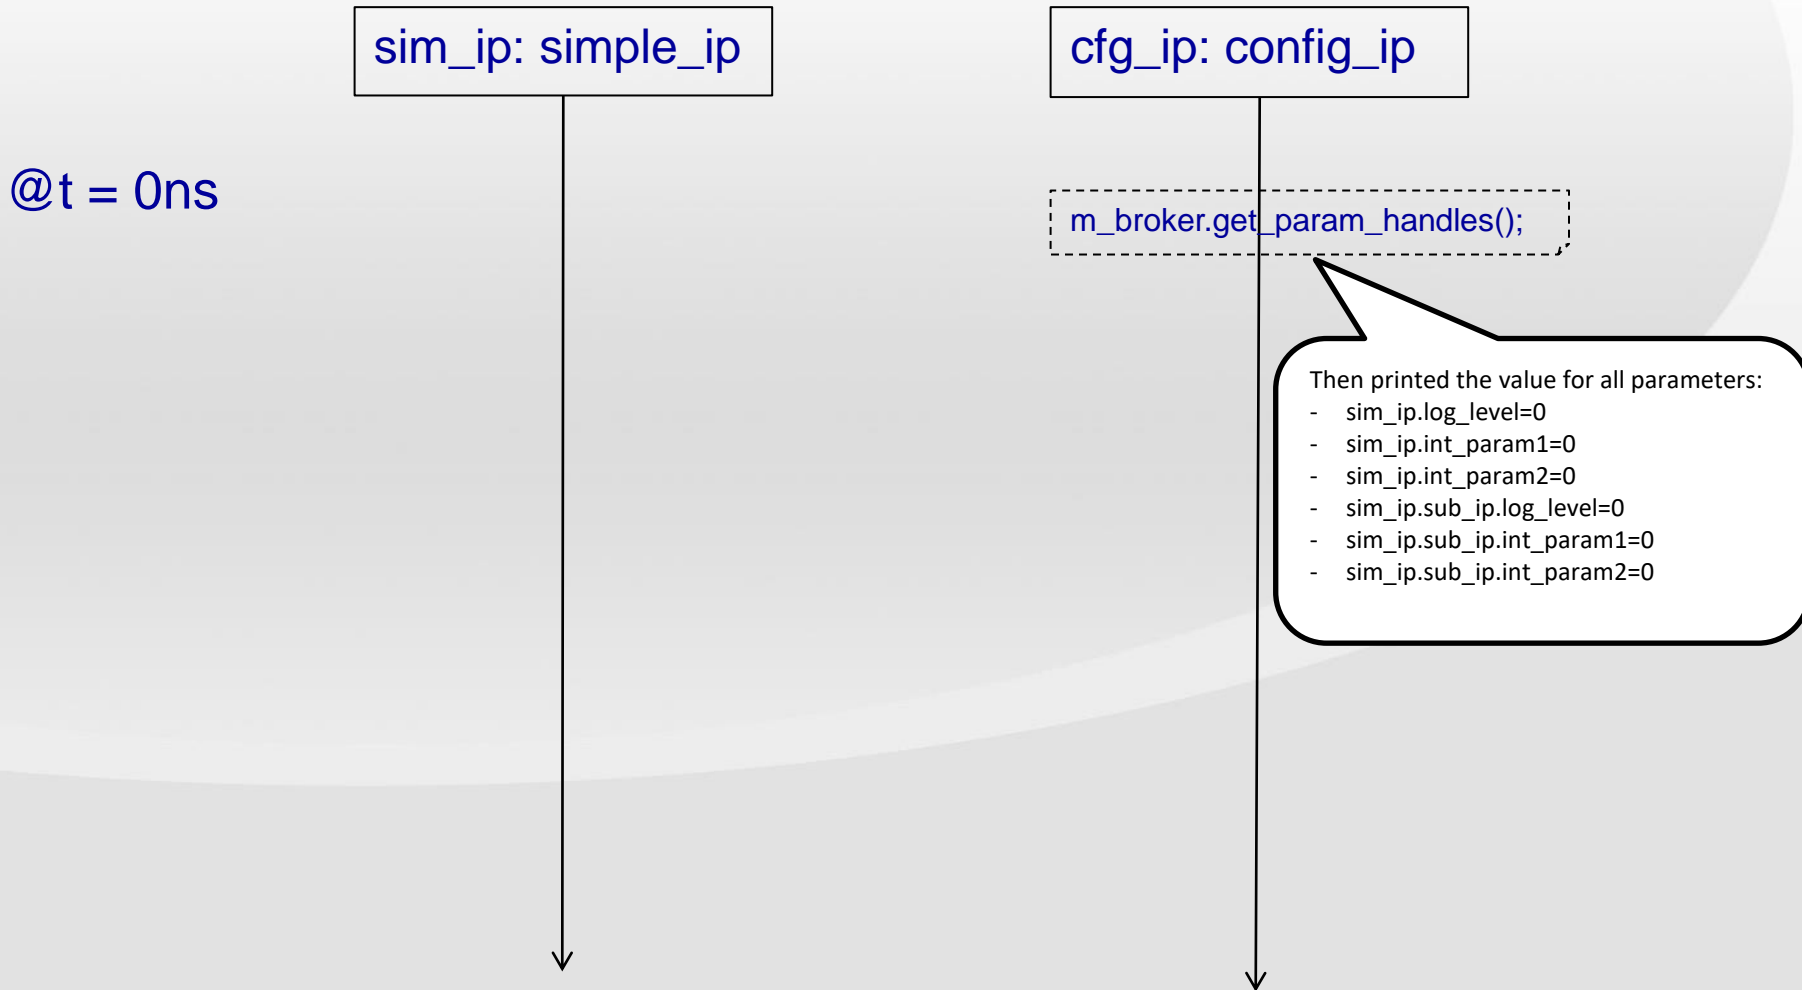 sim_ip: simple_ip
cfg_ip: config_ip
@t = 0ns
m_broker.get_param_handles();
Then printed the value for all parameters:
- sim_ip.log_level=0
- sim_ip.int_param1=0
- sim_ip.int_param2=0
- sim_ip.sub_ip.log_level=0
- sim_ip.sub_ip.int_param1=0
- sim_ip.sub_ip.int_param2=0